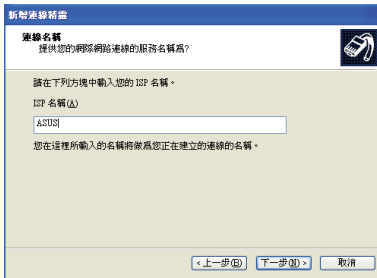 新增連線精靈
連線名稱
提供您的網際網路連線的服務名稱為?
請在下列方塊中輸入您的 ISP 名稱。
ISP 名稱(A)
ASUS
您在這裡所輸入的名稱將做為您正在建立的連線的名稱。
<上一步(B) 下一步(N)> 取消